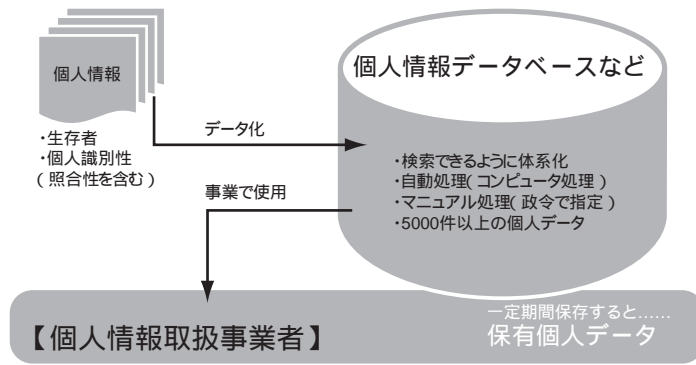 個人情報
・生存者
・個人識別性
（照合性を含む）
データ化
事業で使用
個人情報データベースなど
・検索できるように体系化
・自動処理（コンピュータ処理）
・マニュアル処理（政令で指定）
・5000件以上の個人データ
【個人情報取扱事業者】
一定期間保存すると……
保有個人データ